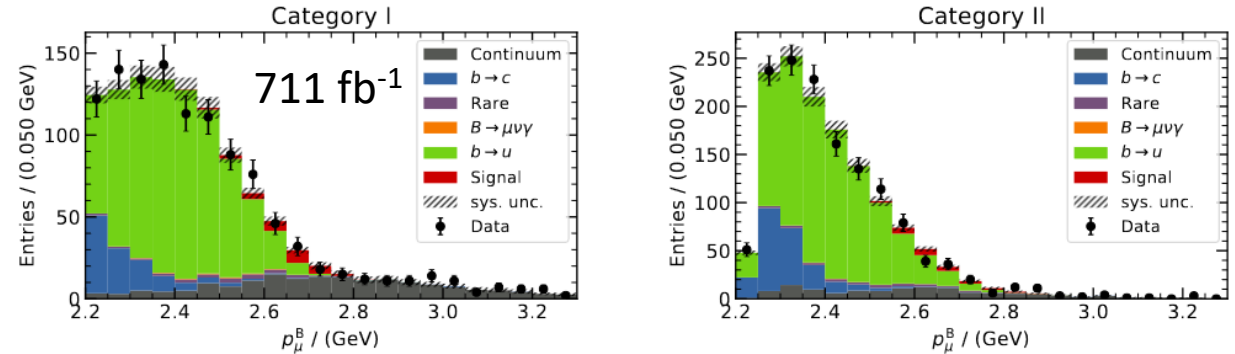 Category I
Entries / (0.050 GeV)
150
100
50
0
711 fb⁻¹
Continuum
b→c
Rare
B→μνγ
b→u
Signal
sys. unc.
Data
2.2 2.4 2.6 2.8 3.0 3.2
p_μ^B / (GeV)
Category II
Entries / (0.050 GeV)
250
200
150
100
50
0
Continuum
b→c
Rare
B→μνγ
b→u
Signal
sys. unc.
Data
2.2 2.4 2.6 2.8 3.0 3.2
p_μ^B / (GeV)